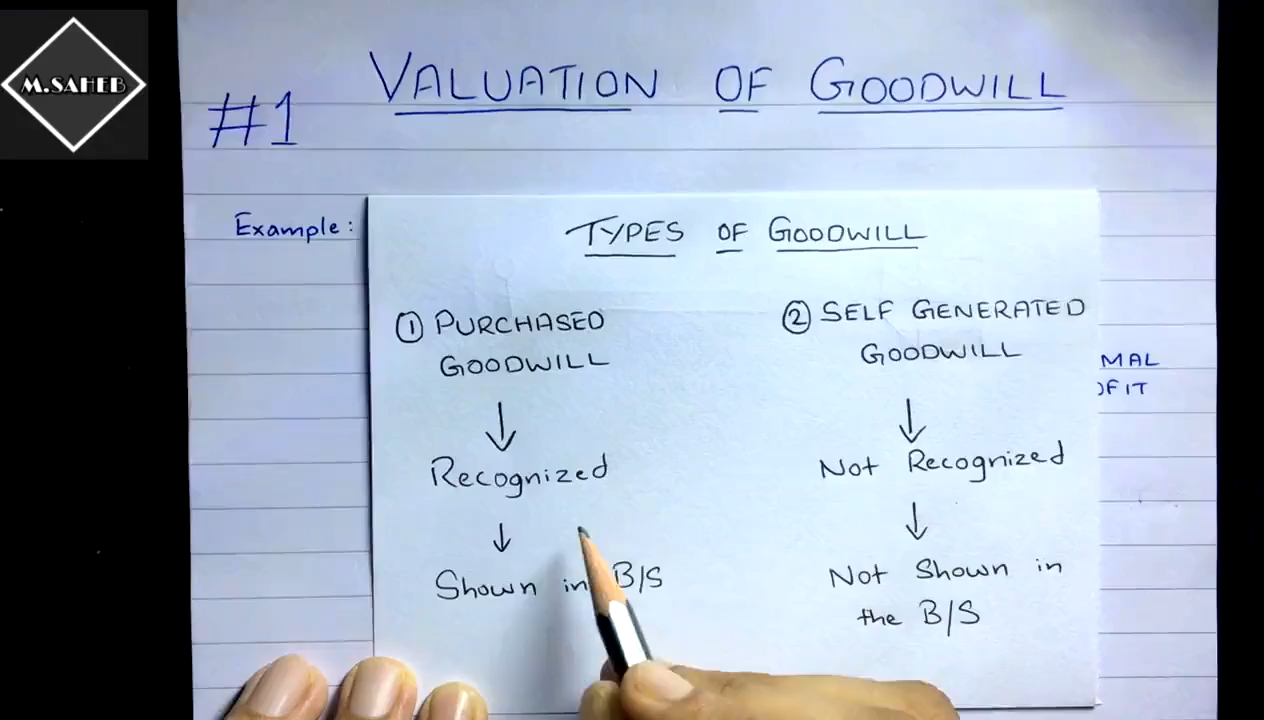 M.SAHEB
VALUATION OF GOODWILL
#1
Example:
TYPES OF GOODWILL
① PURCHASED
GOODWILL
↓
Recognized
↓
Shown in B/S
② SELF GENERATED
GOODWILL
↓
Not Recognized
↓
Not Shown in
the B/S
MAL
OFIT